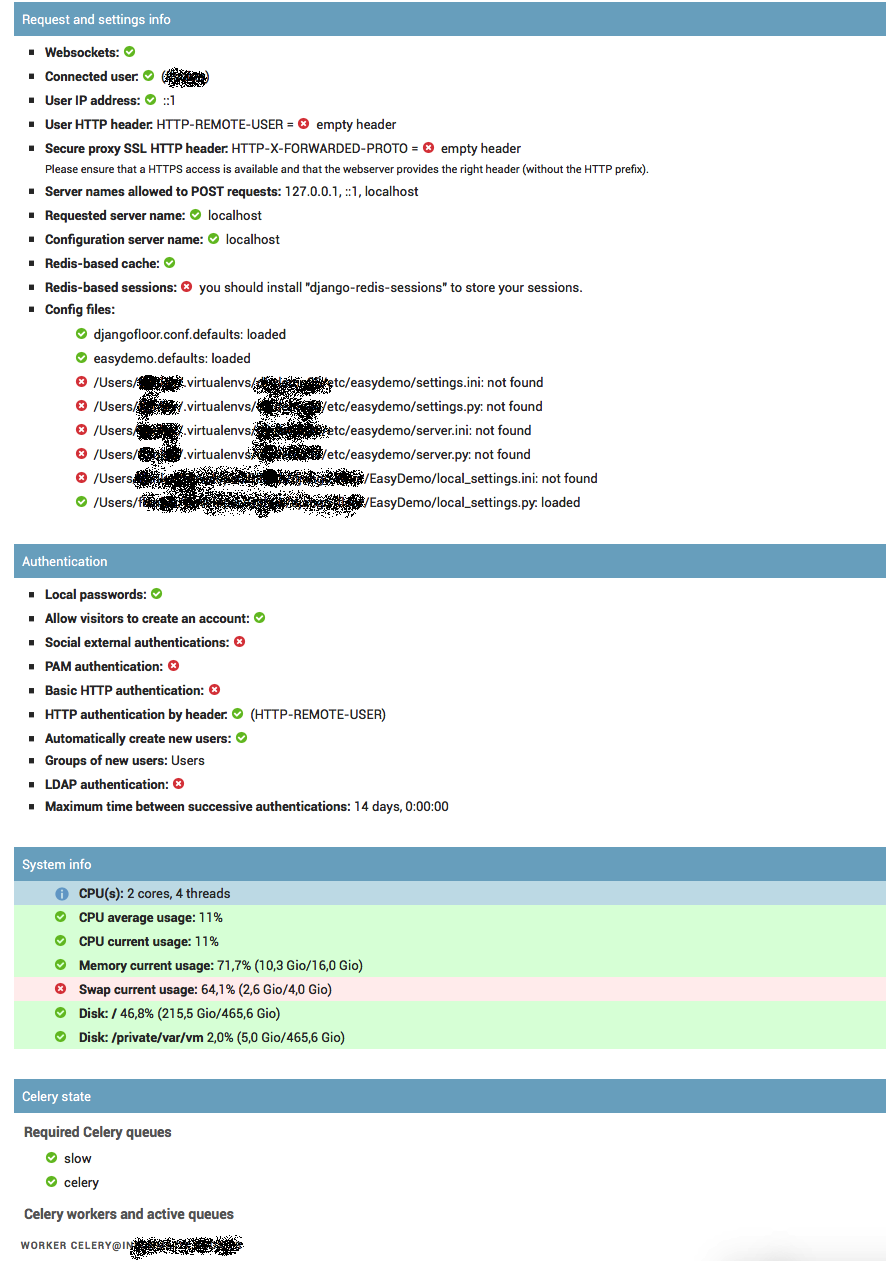 Request and settings info
Websockets:
Connected user: ( )
User IP address: ::1
User HTTP header: HTTP-REMOTE-USER = empty header
Secure proxy SSL HTTP header: HTTP-X-FORWARDED-PROTO = empty header
Please ensure that a HTTPS access is available and that the webserver provides the right header (without the HTTP prefix).
Server names allowed to POST requests: 127.0.0.1, ::1, localhost
Requested server name: localhost
Configuration server name: localhost
Redis-based cache:
Redis-based sessions: you should install "django-redis-sessions" to store your sessions.
Config files:
djangofloor.conf.defaults: loaded
easydemo.defaults: loaded
/Users/ /.virtualenvs/ /etc/easydemo/settings.ini: not found
/Users/ /.virtualenvs/ /etc/easydemo/settings.py: not found
/Users/ /.virtualenvs/ /etc/easydemo/server.ini: not found
/Users/ /.virtualenvs/ /etc/easydemo/server.py: not found
/Users/ /EasyDemo/local_settings.ini: not found
/Users/ /EasyDemo/local_settings.py: loaded
Authentication
Local passwords:
Allow visitors to create an account:
Social external authentications:
PAM authentication:
Basic HTTP authentication:
HTTP authentication by header: (HTTP-REMOTE-USER)
Automatically create new users:
Groups of new users: Users
LDAP authentication:
Maximum time between successive authentications: 14 days, 0:00:00
System info
CPU(s): 2 cores, 4 threads
CPU average usage: 11%
CPU current usage: 11%
Memory current usage: 71,7% (10,3 Gio/16,0 Gio)
Swap current usage: 64,1% (2,6 Gio/4,0 Gio)
Disk: / 46,8% (215,5 Gio/465,6 Gio)
Disk: /private/var/vm 2,0% (5,0 Gio/465,6 Gio)
Celery state
Required Celery queues
slow
celery
Celery workers and active queues
WORKER CELERY@IN